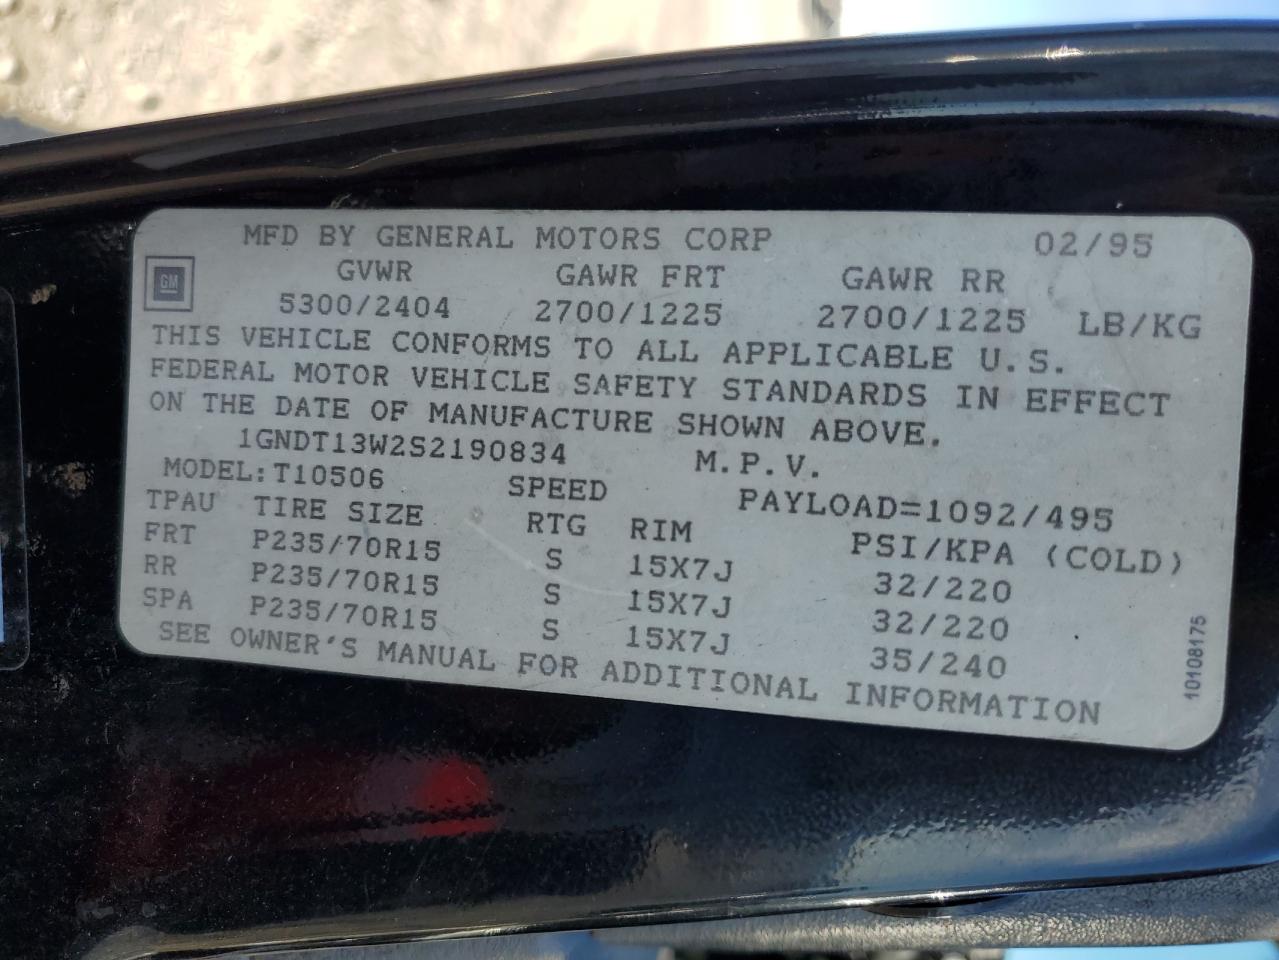 MFD BY GENERAL MOTORS CORP 02/95
GM
GVWR GAWR FRT GAWR RR
5300/2404 2700/1225 2700/1225 LB/KG
THIS VEHICLE CONFORMS TO ALL APPLICABLE U.S.
FEDERAL MOTOR VEHICLE SAFETY STANDARDS IN EFFECT
ON THE DATE OF MANUFACTURE SHOWN ABOVE.
1GNDT13W2S2190834 M.P.V.
MODEL:T10506 SPEED PAYLOAD=1092/495
TPAU TIRE SIZE RTG RIM PSI/KPA (COLD)
FRT P235/70R15 S 15X7J 32/220
RR P235/70R15 S 15X7J 32/220
SPA P235/70R15 S 15X7J 35/240
SEE OWNER'S MANUAL FOR ADDITIONAL INFORMATION
10108175